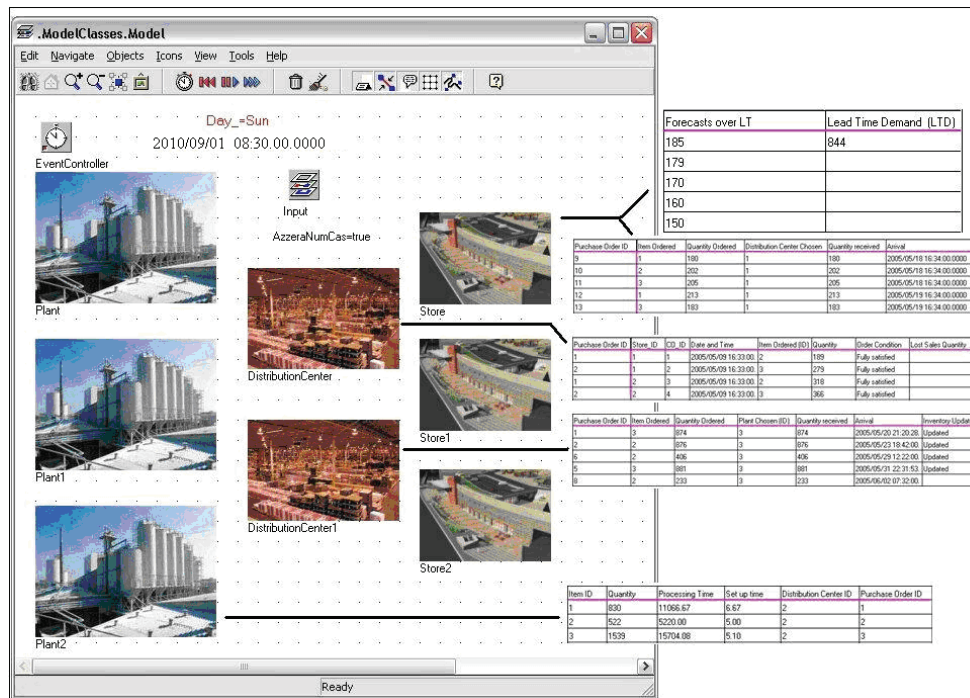 .ModelClasses.Model
Edit Navigate Objects Icons View Tools Help
Day_=Sun
2010/09/01 08:30.00.0000
EventController
Input
AzzeraNumCas=true
Plant
Store
DistributionCenter
Plant1
Store1
DistributionCenter1
Store2
Plant2
Ready
Forecasts over LT Lead Time Demand (LTD)
185 844
179
170
160
150
Purchase Order ID Item Ordered Quantity Ordered Distribution Center Chosen Quantity received Arrival
9 1 180 1 180 2005/05/18 16:34:00.0000
10 2 202 1 202 2005/05/18 16:34:00.0000
11 3 205 1 205 2005/05/18 16:34:00.0000
12 1 213 1 213 2005/05/19 16:34:00.0000
13 3 183 1 183 2005/05/19 16:34:00.0000
Purchase Order ID Store_ID CD_ID Date and Time Item Ordered (ID) Quantity Order Condition Lost Sales Quantity
1 1 1 2005/05/09 16:33:00. 2 189 Fully satisfied
2 1 2 2005/05/09 16:33:00. 3 279 Fully satisfied
1 2 3 2005/05/09 16:33:00. 2 318 Fully satisfied
2 2 4 2005/05/09 16:33:00. 3 366 Fully satisfied
Purchase Order ID Item Ordered Quantity Ordered Plant Chosen (ID) Quantity received Arrival Inventory Updat
1 3 874 3 874 2005/05/20 21:20:28. Updated
2 2 876 3 876 2005/05/23 18:42:00. Updated
6 2 406 3 406 2005/05/29 12:22:00. Updated
5 3 881 3 881 2005/05/31 22:31:53. Updated
8 2 233 3 233 2005/06/02 07:32:00.
Item ID Quantity Processing Time Set up time Distribution Center ID Purchase Order ID
1 830 11066.67 6.67 2 1
2 522 5220.00 5.00 2 2
3 1539 15704.08 5.10 2 3